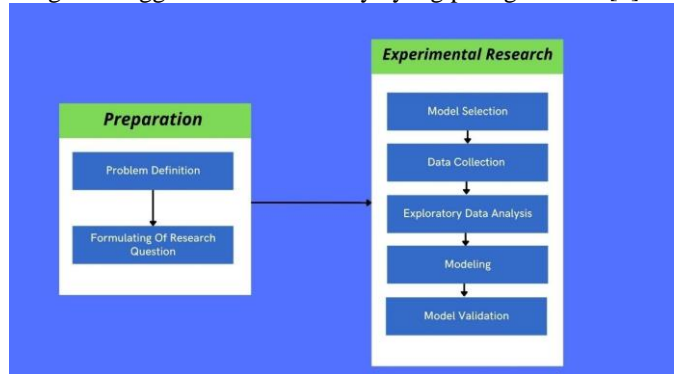 Preparation
Problem Definition
Formulating Of Research
Question
Experimental Research
Model Selection
Data Collection
Exploratory Data Analysis
Modeling
Model Validation